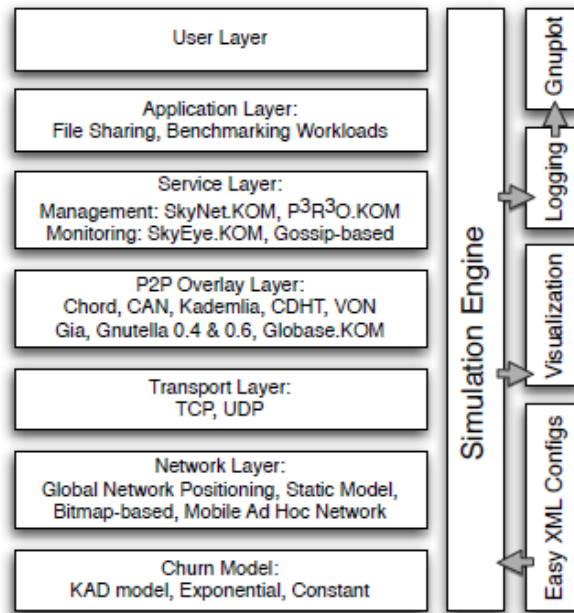 User Layer
Application Layer:
File Sharing, Benchmarking Workloads
Service Layer:
Management: SkyNet.KOM, P³R³O.KOM
Monitoring: SkyEye.KOM, Gossip-based
P2P Overlay Layer:
Chord, CAN, Kademlia, CDHT, VON
Gia, Gnutella 0.4 & 0.6, Globase.KOM
Transport Layer:
TCP, UDP
Network Layer:
Global Network Positioning, Static Model,
Bitmap-based, Mobile Ad Hoc Network
Churn Model:
KAD model, Exponential, Constant
Simulation Engine
Gnuplot
Logging
Visualization
Easy XML Configs